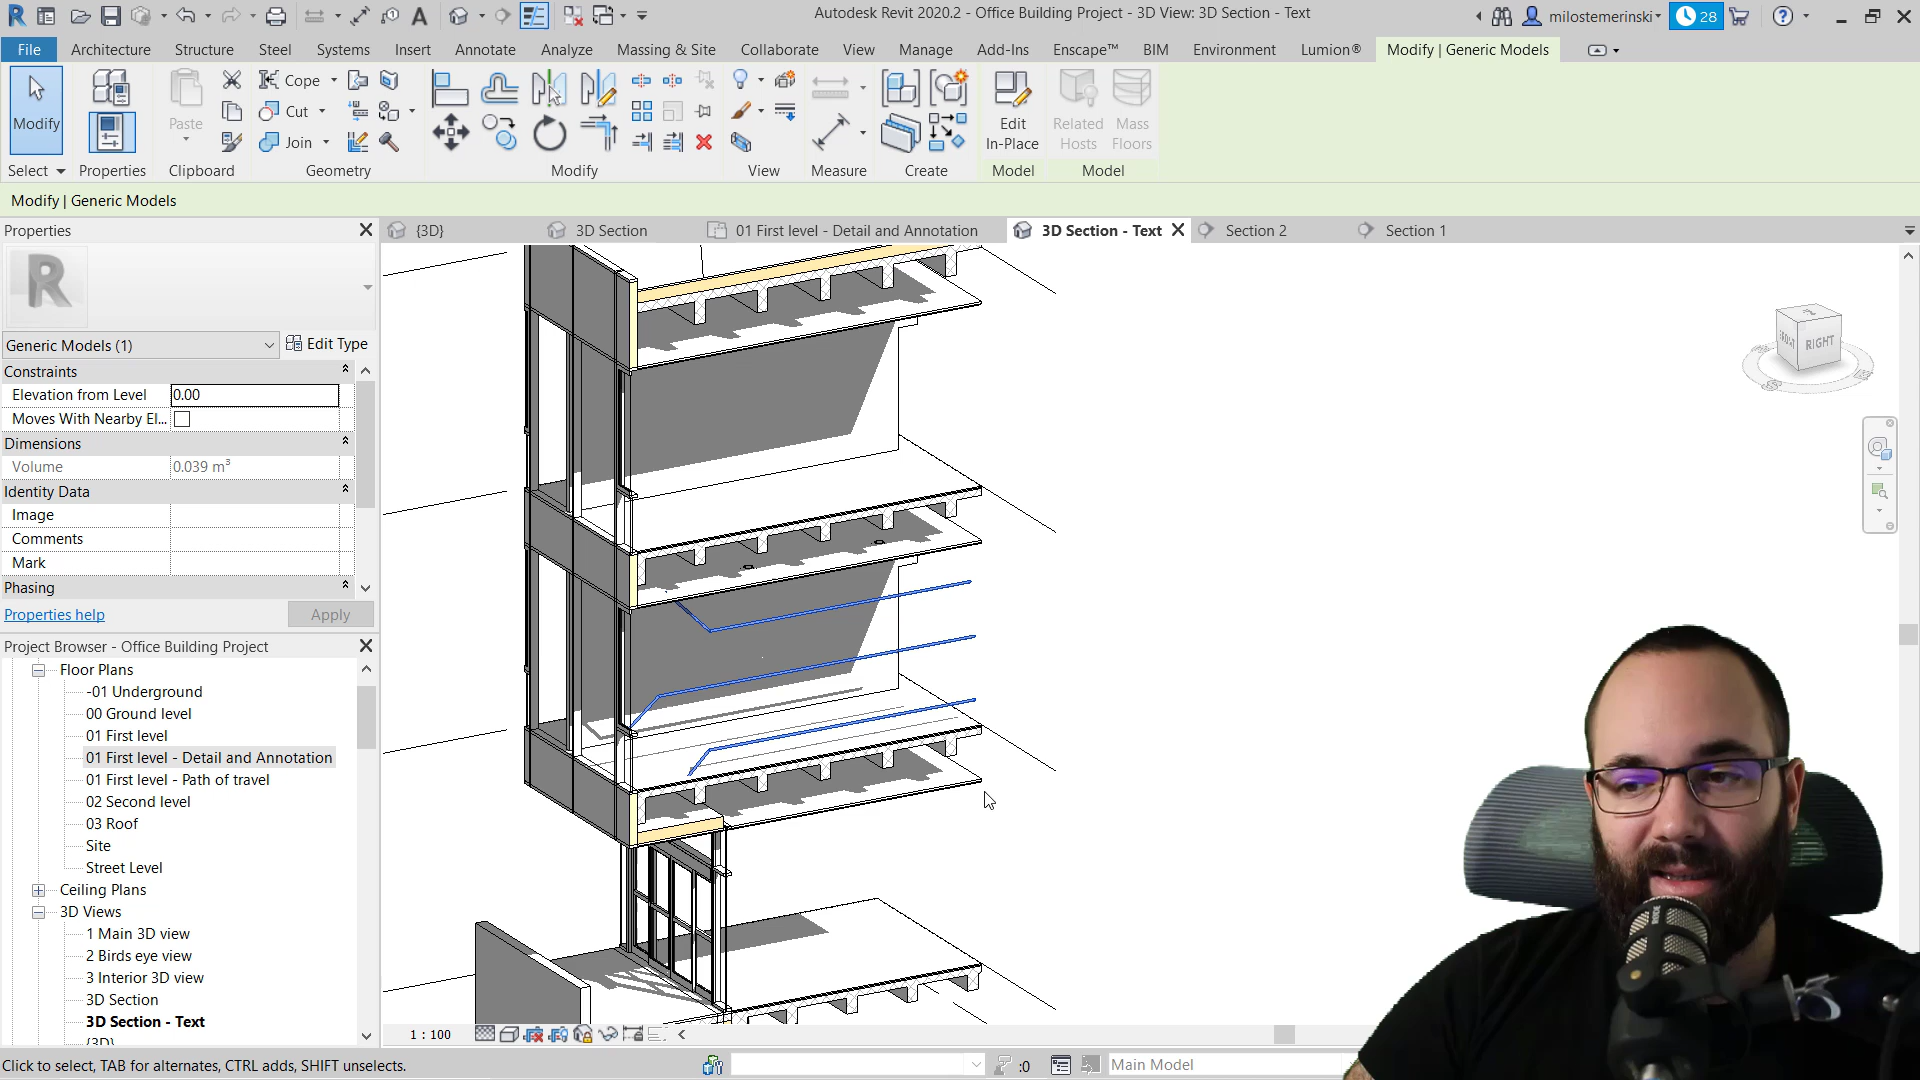 Autodesk Revit 2020.2 - Office Building Project - 3D View: 3D Section - Text
milostemerinski
28
File Architecture Structure Steel Systems Insert Annotate Analyze Massing & Site Collaborate View Manage Add-Ins Enscape™ BIM Environment Lumion® Modify | Generic Models
Modify
Paste
Cope
Cut
Join
Edit In-Place
Related Hosts
Mass Floors
Select Properties Clipboard Geometry Modify View Measure Create Model Model
Modify | Generic Models
Properties
{3D} 3D Section 01 First level - Detail and Annotation 3D Section - Text Section 2 Section 1
R
Generic Models (1)
Edit Type
Constraints
Elevation from Level 0.00
Moves With Nearby El...
Dimensions
Volume 0.039 m³
Identity Data
Image
Comments
Mark
Phasing
Properties help
Apply
RIGHT
Project Browser - Office Building Project
Floor Plans
-01 Underground
00 Ground level
01 First level
01 First level - Detail and Annotation
01 First level - Path of travel
02 Second level
03 Roof
Site
Street Level
Ceiling Plans
3D Views
1 Main 3D view
2 Birds eye view
3 Interior 3D view
3D Section
3D Section - Text
{3D}
1 : 100
Click to select, TAB for alternates, CTRL adds, SHIFT unselects.
:0
Main Model